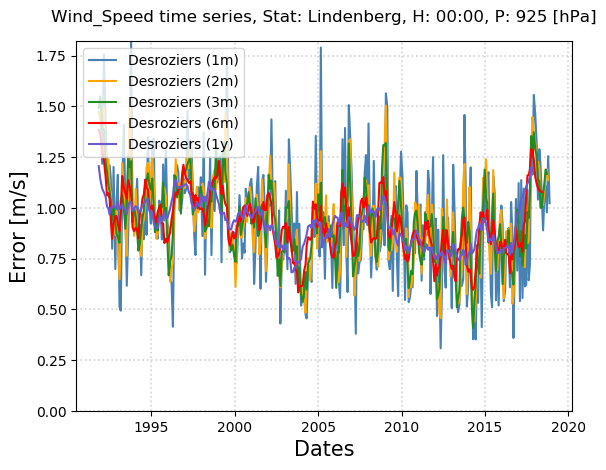 Wind_Speed time series, Stat: Lindenberg, H: 00:00, P: 925 [hPa]
Desroziers (1m)
Desroziers (2m)
Desroziers (3m)
Desroziers (6m)
Desroziers (1y)
1.75
1.50
1.25
1.00
0.75
0.50
0.25
0.00
Error [m/s]
1995 2000 2005 2010 2015 2020
Dates